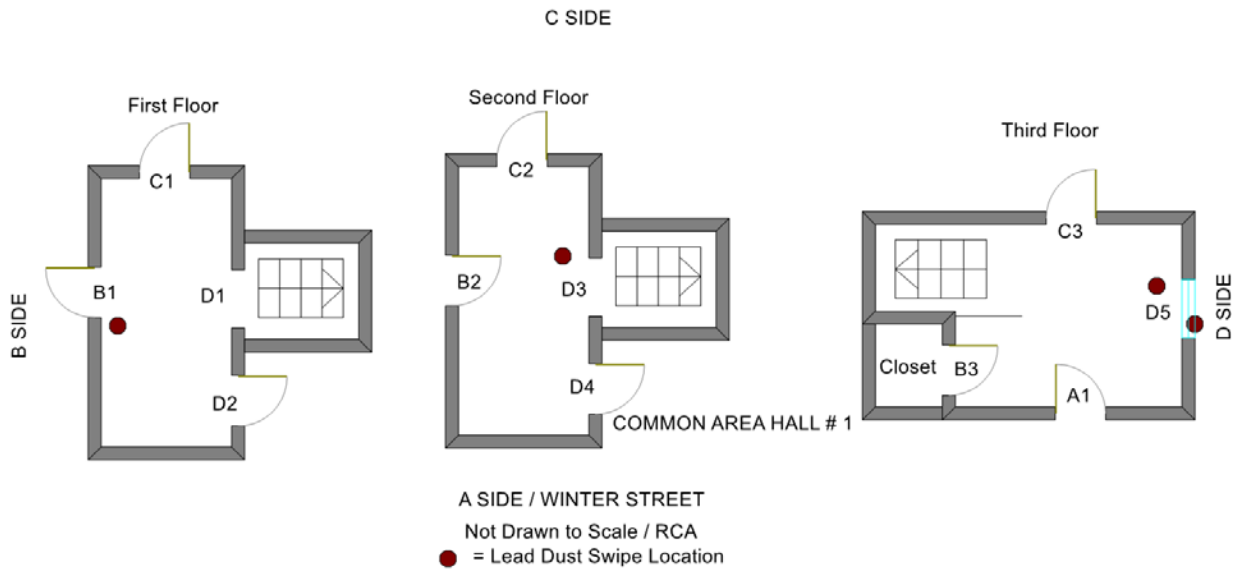 C SIDE
First Floor
Second Floor
Third Floor
C1
C2
C3
B SIDE
B1
D1
D2
B2
D3
D4
D5
D SIDE
Closet
B3
A1
COMMON AREA HALL # 1
A SIDE / WINTER STREET
Not Drawn to Scale / RCA
= Lead Dust Swipe Location